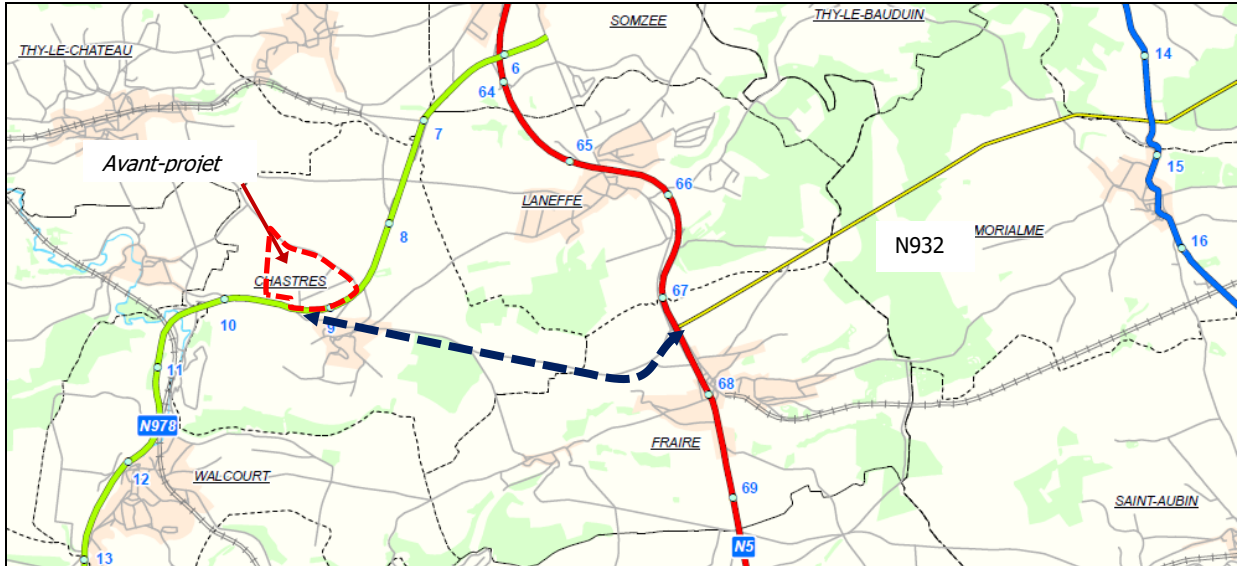 SOMZEE
THY-LE-BAUDUIN
THY-LE-CHATEAU
14
6
64
7
65
15
Avant-projet
66
LANEFFE
8
N932
MORIALME
16
CHASTRES
67
10
9
11
68
N978
FRAIRE
WALCOURT
12
69
SAINT-AUBIN
N5
13